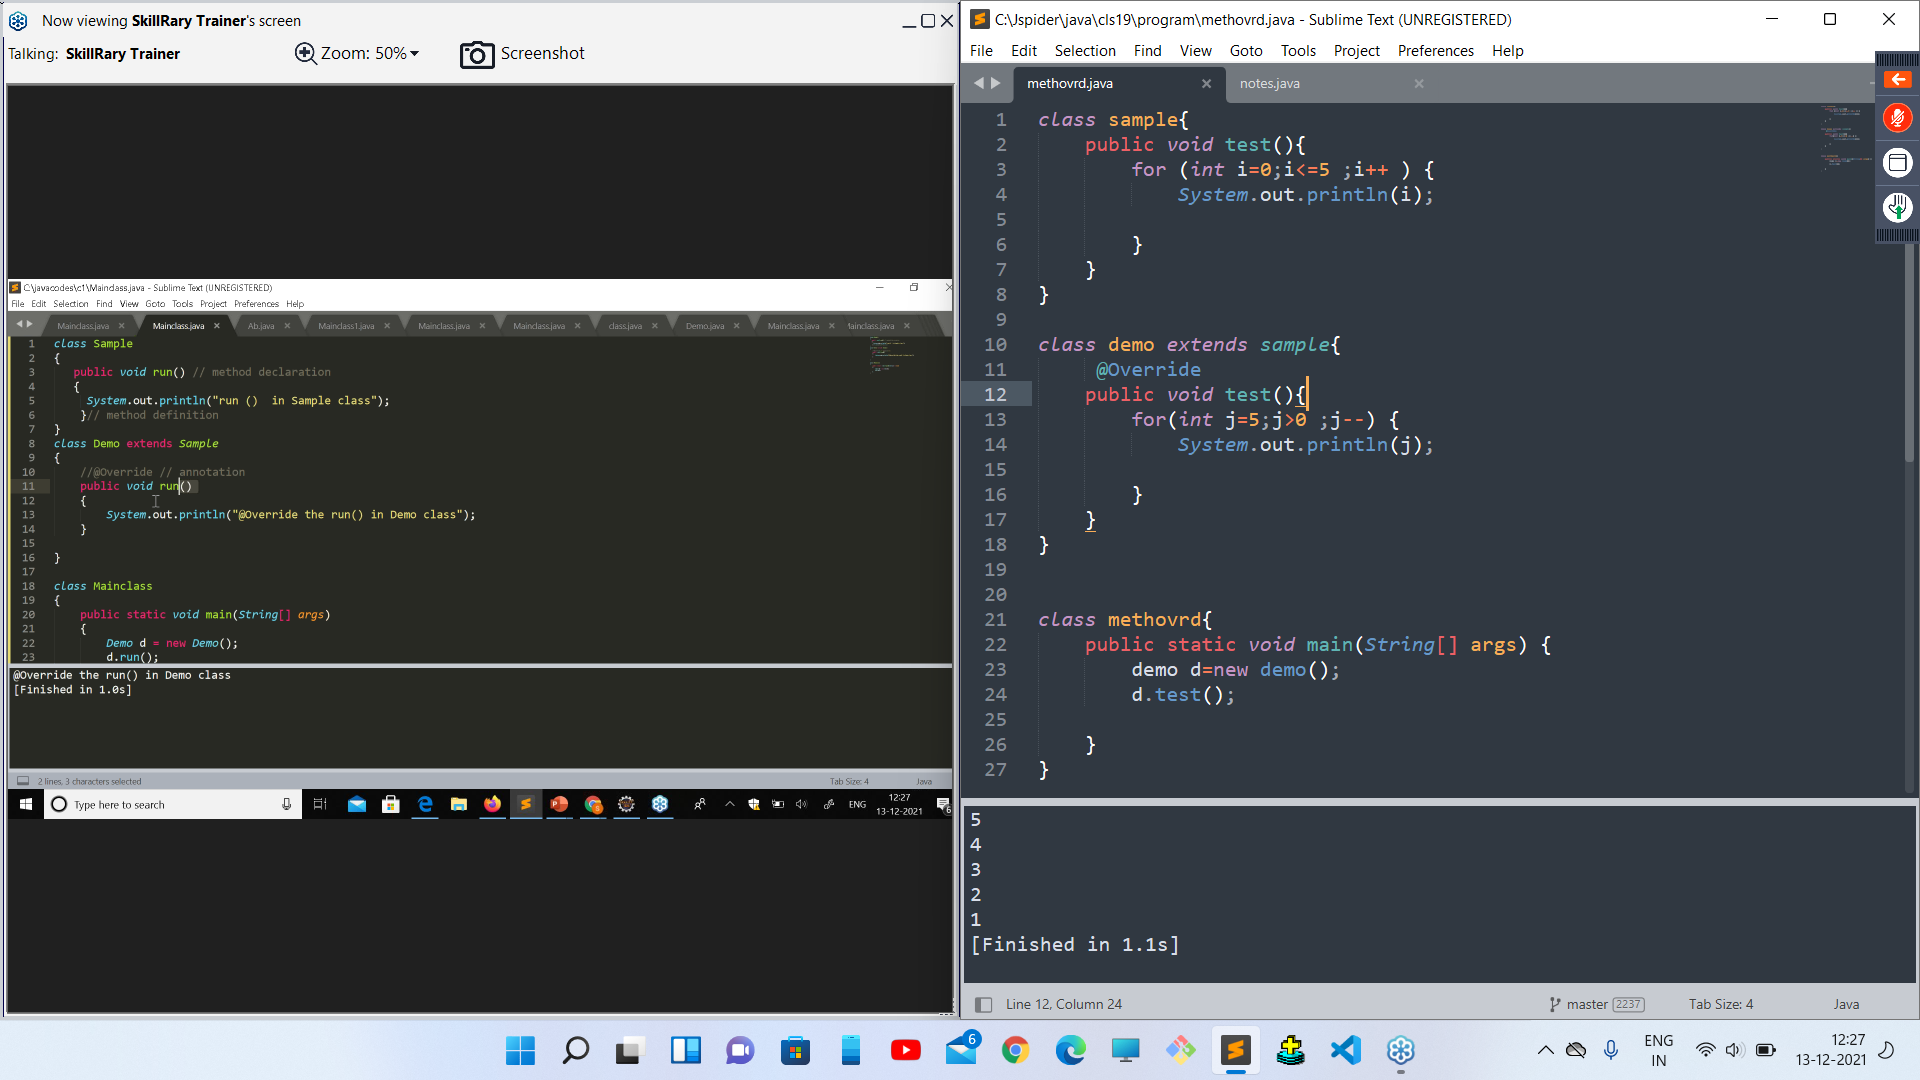 Now viewing SkillRary Trainer's screen
Talking: SkillRary Trainer
Zoom: 50%
Screenshot
C:\javacodes\c1\Mainclass.java - Sublime Text (UNREGISTERED)
File Edit Selection Find View Goto Tools Project Preferences Help
Mainclass.java Mainclass.java Ab.java Mainclass1.java Mainclass.java Mainclass.java class.java Demo.java Mainclass.java Mainclass.java
1 class Sample
2 {
3 public void run() // method declaration
4 {
5 System.out.println("run ()  in Sample class");
6 }// method definition
7 }
8 class Demo extends Sample
9 {
10 //@Override // annotation
11 public void run()
12 {
13 System.out.println("@Override the run() in Demo class");
14 }
15
16 }
17
18 class Mainclass
19 {
20 public static void main(String[] args)
21 {
22 Demo d = new Demo();
23 d.run();
@Override the run() in Demo class
[Finished in 1.0s]
2 lines, 3 characters selected
Tab Size: 4
Java
Type here to search
ENG
12:27
13-12-2021
6
C:\Jspider\java\cls19\program\methovrd.java - Sublime Text (UNREGISTERED)
File Edit Selection Find View Goto Tools Project Preferences Help
methovrd.java notes.java
1 class sample{
2 public void test(){
3 for (int i=0;i<=5 ;i++ ) {
4 System.out.println(i);
5
6 }
7 }
8 }
9
10 class demo extends sample{
11 @Override
12 public void test(){
13 for(int j=5;j>0 ;j--) {
14 System.out.println(j);
15
16 }
17 }
18 }
19
20
21 class methovrd{
22 public static void main(String[] args) {
23 demo d=new demo();
24 d.test();
25
26 }
27 }
5
4
3
2
1
[Finished in 1.1s]
Line 12, Column 24
master 2237
Tab Size: 4
Java
6
ENG
IN
12:27
13-12-2021